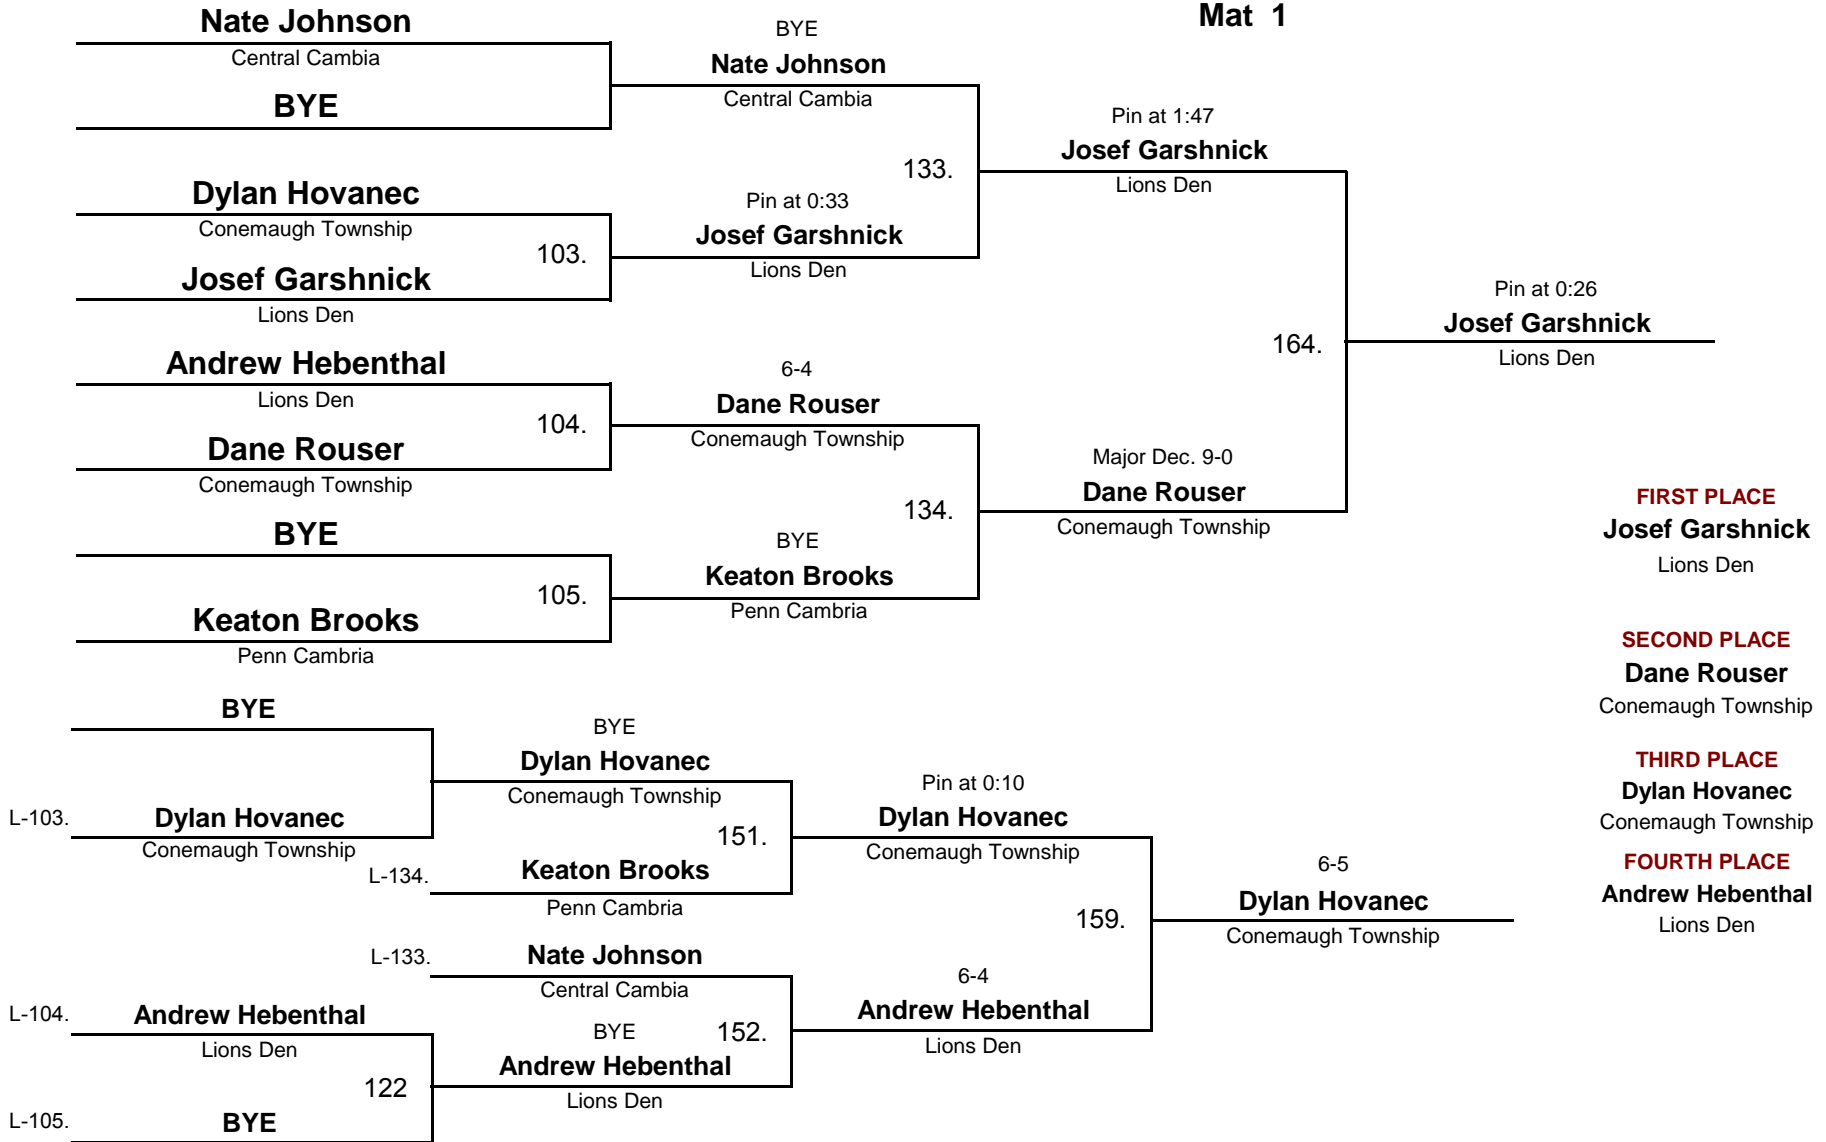 Mat 1
Nate Johnson
Central Cambia
BYE
BYE
Nate Johnson
Central Cambia
133.
Dylan Hovanec
Conemaugh Township
103.
Josef Garshnick
Lions Den
Pin at 0:33
Josef Garshnick
Lions Den
Pin at 1:47
Josef Garshnick
Lions Den
164.
Pin at 0:26
Josef Garshnick
Lions Den
Andrew Hebenthal
Lions Den
104.
Dane Rouser
Conemaugh Township
6-4
Dane Rouser
Conemaugh Township
134.
BYE
105.
Keaton Brooks
Penn Cambria
BYE
Keaton Brooks
Penn Cambria
Major Dec. 9-0
Dane Rouser
Conemaugh Township
FIRST PLACE
Josef Garshnick
Lions Den
SECOND PLACE
Dane Rouser
Conemaugh Township
THIRD PLACE
Dylan Hovanec
Conemaugh Township
FOURTH PLACE
Andrew Hebenthal
Lions Den
BYE
L-103.
Dylan Hovanec
Conemaugh Township
BYE
Dylan Hovanec
Conemaugh Township
151.
L-134.
Keaton Brooks
Penn Cambria
Pin at 0:10
Dylan Hovanec
Conemaugh Township
159.
6-5
Dylan Hovanec
Conemaugh Township
L-133.
Nate Johnson
Central Cambia
152.
L-104.
Andrew Hebenthal
Lions Den
122
L-105.
BYE
BYE
Andrew Hebenthal
Lions Den
6-4
Andrew Hebenthal
Lions Den